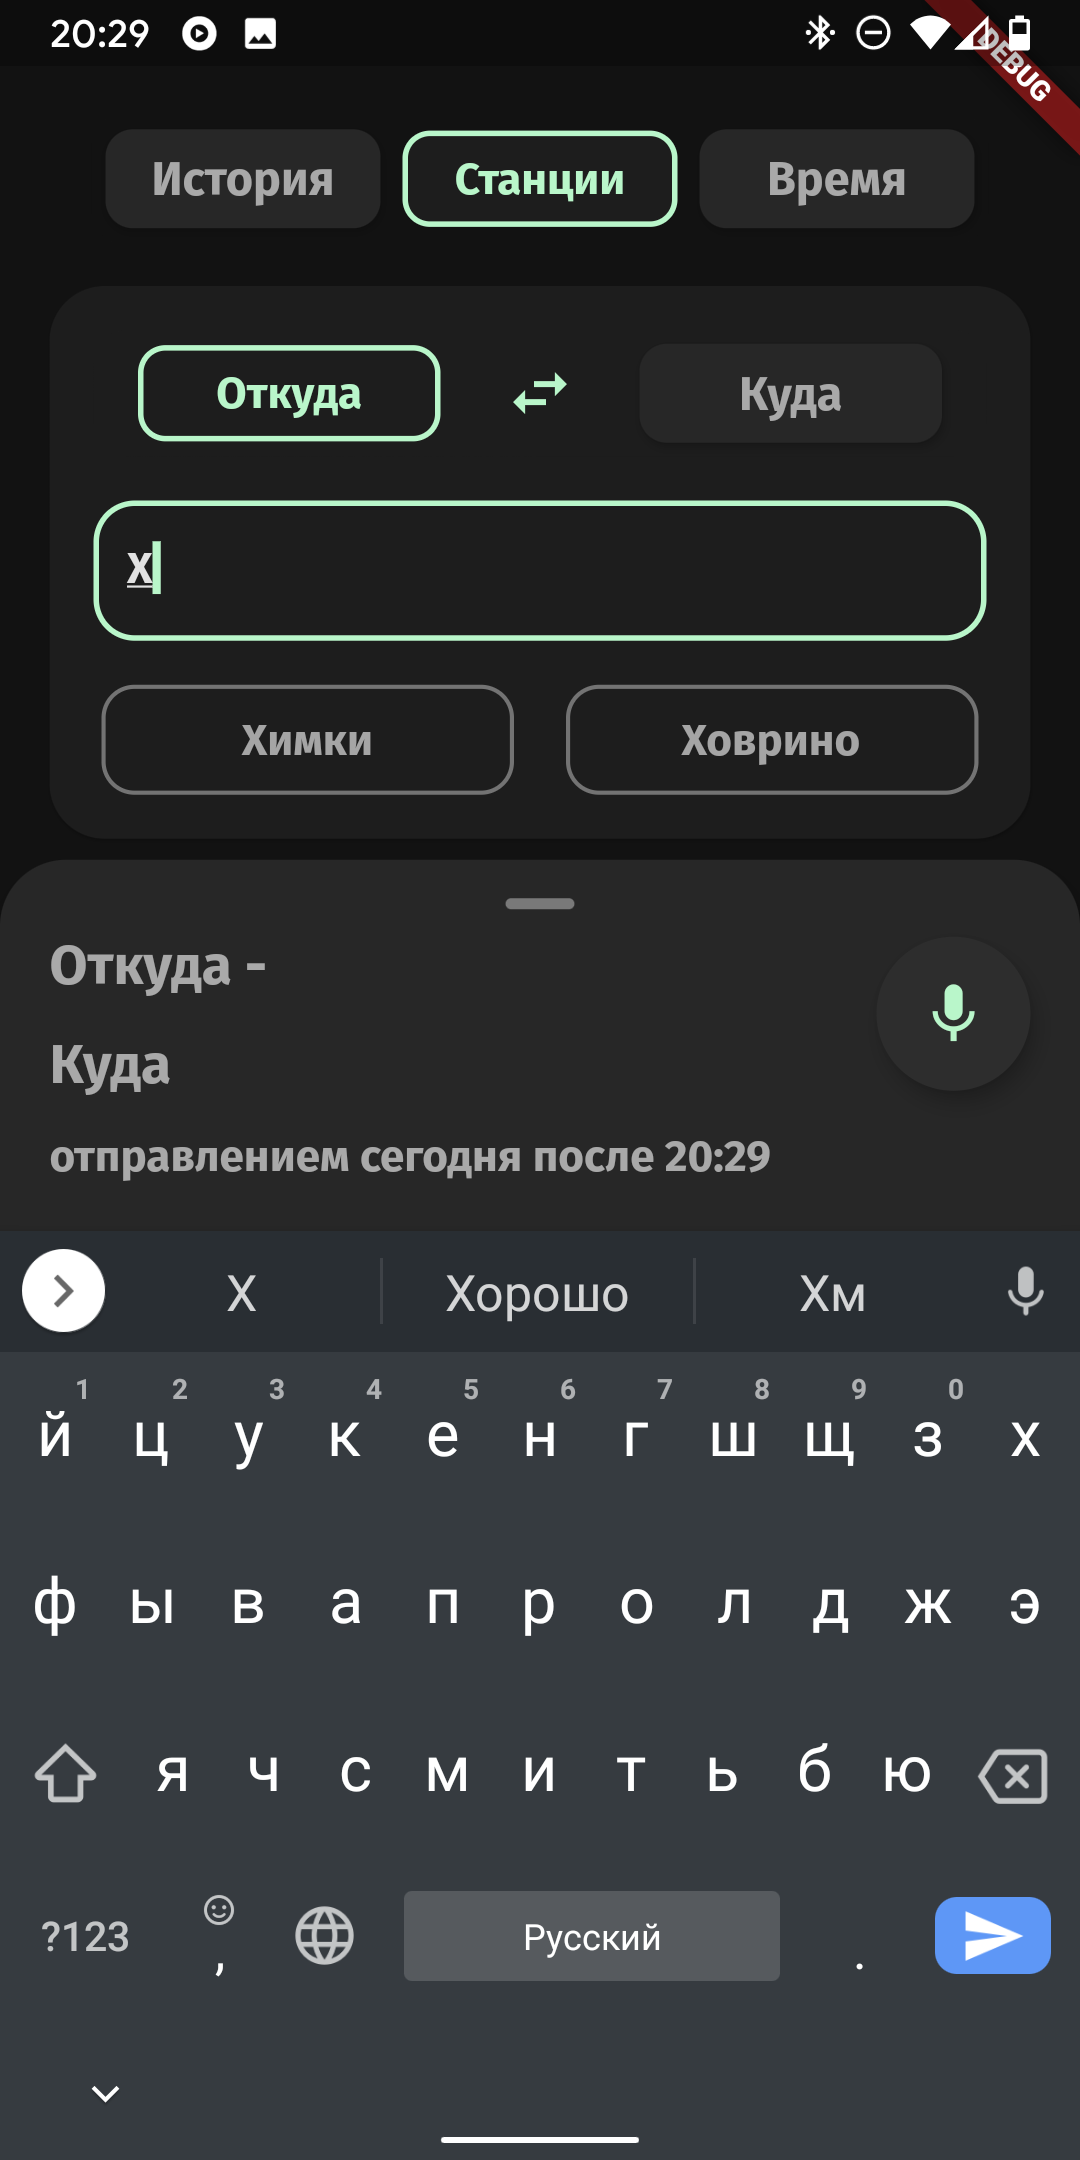 20:29
DEBUG
История Станции Время
Откуда Куда
Х
Химки Ховрино
Откуда -
Куда
отправлением сегодня после 20:29
Х Хорошо Хм
1 2 3 4 5 6 7 8 9 0
й ц у к е н г ш щ з х
ф ы в а п р о л д ж э
я ч с м и т ь б ю
?123 , Русский .